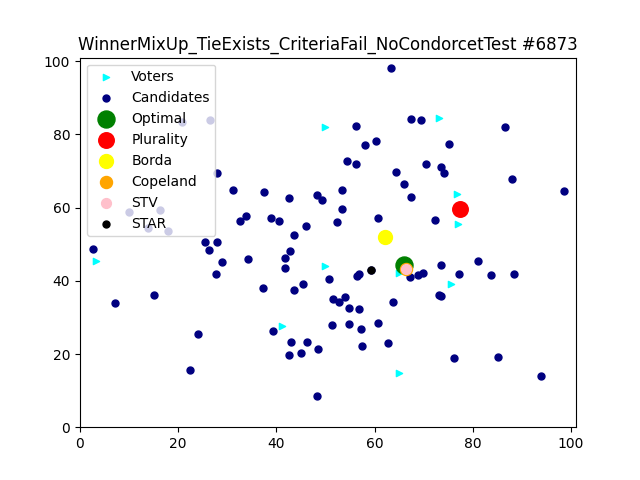 WinnerMixUp_TieExists_CriteriaFail_NoCondorcetTest #6873
100
80
60
40
20
0
Voters
Candidates
Optimal
Plurality
Borda
Copeland
STV
STAR
0 20 40 60 80 100